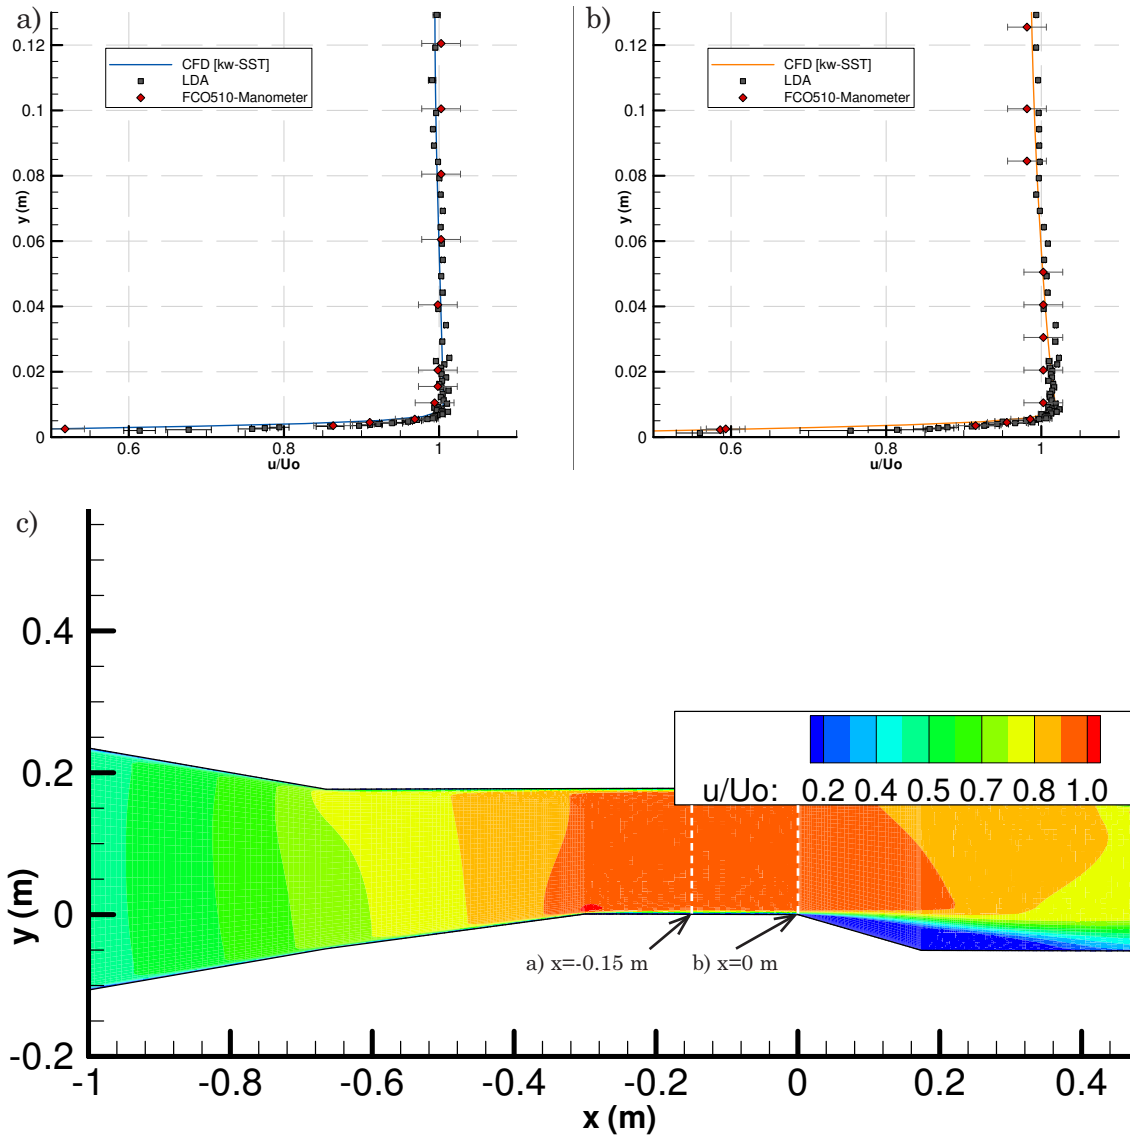 a)
0.12
0.1
0.08
0.06
0.04
0.02
0
y (m)
CFD [kw-SST]
LDA
FCO510-Manometer
0.6
0.8
1
u/Uo
b)
0.12
0.1
0.08
0.06
0.04
0.02
0
y (m)
CFD [kw-SST]
LDA
FCO510-Manometer
0.6
0.8
1
u/Uo
c)
0.4
0.2
0
-0.2
y (m)
u/Uo: 0.2 0.4 0.5 0.7 0.8 1.0
a) x=-0.15 m
b) x=0 m
-1 -0.8 -0.6 -0.4 -0.2 0 0.2 0.4
x (m)